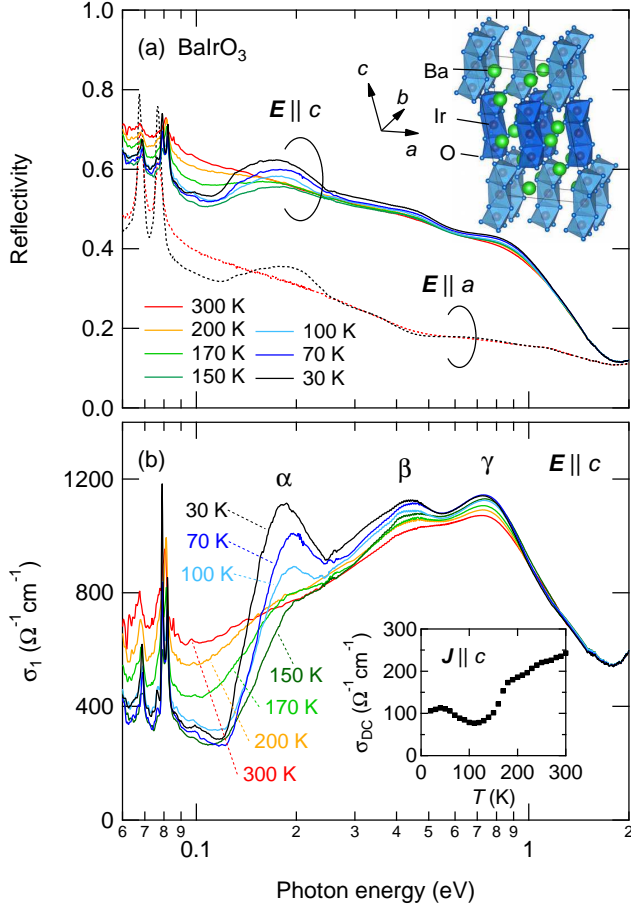 (a) BaIrO3
E || c
c
b
a
Ba
Ir
O
E || a
300 K
200 K
170 K
150 K
100 K
70 K
30 K
Reflectivity
1.0
0.8
0.6
0.4
0.2
0.0
(b)
α
β
γ
E || c
30 K
70 K
100 K
150 K
170 K
200 K
300 K
σ1 (Ω−1cm−1)
1200
800
400
0
J || c
σDC (Ω−1cm−1)
300
200
100
0
0 100 200 300
T (K)
6 7 8 9 0.1 2 3 4 5 6 7 8 9 1 2
Photon energy (eV)